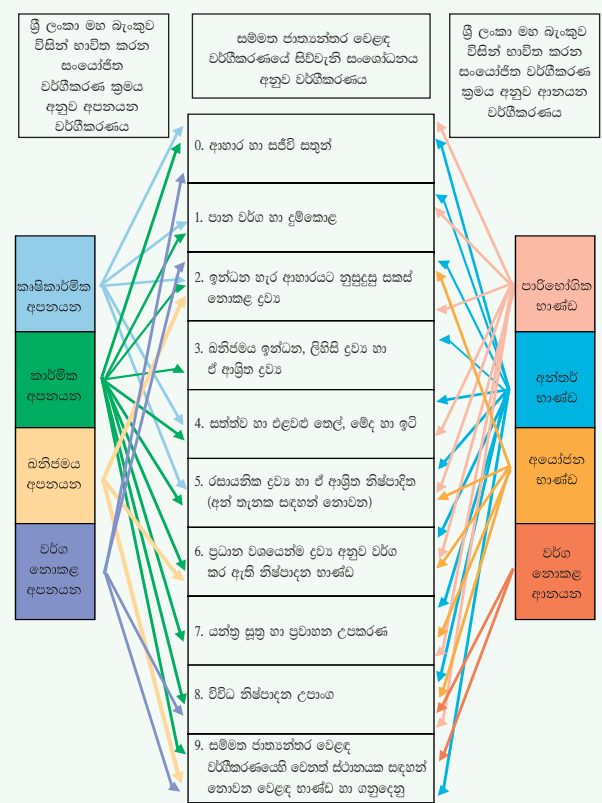 ශ්‍රී ලංකා මහ බැංකුව
විසින් භාවිත කරන
සංයෝජිත
වර්ගීකරණ ක්‍රමය
අනුව අපනයන
වර්ගීකරණය
සම්මත ජාත්‍යන්තර වෙළඳ
වර්ගීකරණයේ සිව්වැනි සංශෝධනය
අනුව වර්ගීකරණය
ශ්‍රී ලංකා මහ බැංකුව
විසින් භාවිත කරන
සංයෝජිත වර්ගීකරණ
ක්‍රමය අනුව ආනයන
වර්ගීකරණය
කෘෂිකාර්මික
අපනයන
කාර්මික
අපනයන
ඛනිජමය
අපනයන
වර්ග
නොකළ
අපනයන
0. ආහාර හා සජීවි සතුන්
1. පාන වර්ග හා දුම්කොළ
2. ඉන්ධන හැර ආහාරයට නුසුදුසු සකස්
නොකළ ද්‍රව්‍ය
3. ඛනිජමය ඉන්ධන, ලිහිසි ද්‍රව්‍ය හා
ඒ ආශ්‍රිත ද්‍රව්‍ය
4. සත්ත්ව හා එළවළු තෙල්, මේද හා ඉටි
5. රසායනික ද්‍රව්‍ය හා ඒ ආශ්‍රිත නිෂ්පාදිත
(අන් තැනක සඳහන් නොවන)
6. ප්‍රධාන වශයෙන්ම ද්‍රව්‍ය අනුව වර්ග
කර ඇති නිෂ්පාදන භාණ්ඩ
7. යන්ත්‍ර සූත්‍ර හා ප්‍රවාහන උපකරණ
8. විවිධ නිෂ්පාදන උපාංග
9. සම්මත ජාත්‍යන්තර වෙළඳ
වර්ගීකරණයෙහි වෙනත් ස්ථානයක සඳහන්
නොවන වෙළඳ භාණ්ඩ හා ගනුදෙනු
පාරිභෝගික
භාණ්ඩ
අන්තර්
භාණ්ඩ
අයෝජන
භාණ්ඩ
වර්ග
නොකළ
ආනයන